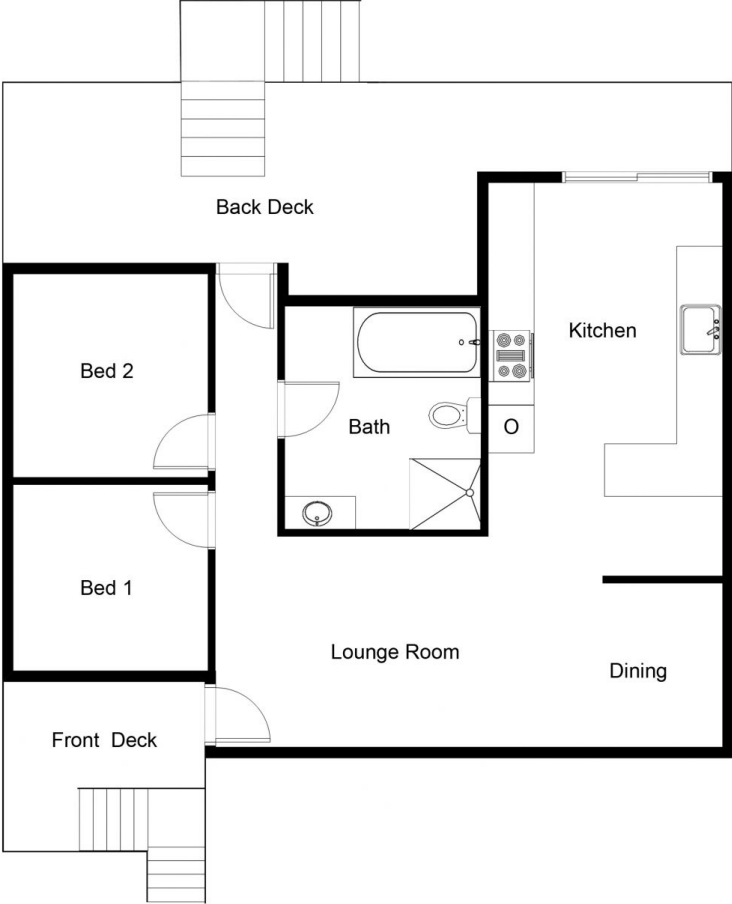 Back Deck
Kitchen
Bed 2
Bath
O
Bed 1
Lounge Room
Dining
Front Deck